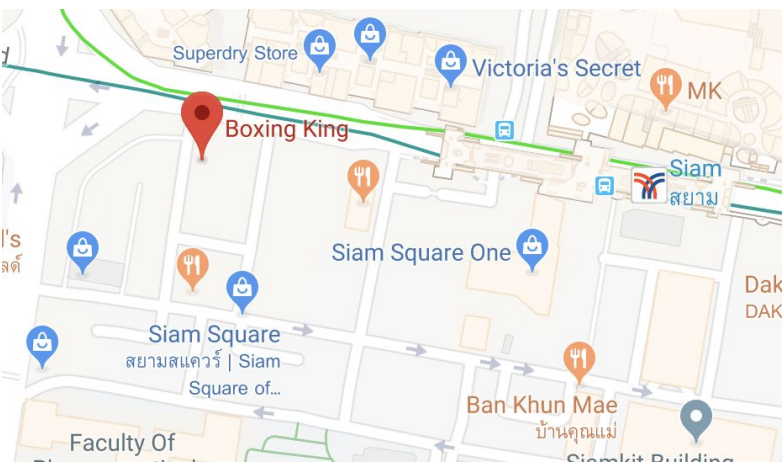 Superdry Store
Victoria's Secret
MK
Boxing King
Siam
สยาม
Siam Square One
Siam Square
สยามสแควร์ | Siam
Square of...
Ban Khun Mae
บ้านคุณแม่
Faculty Of
Siamkit Building
Dak
DAK